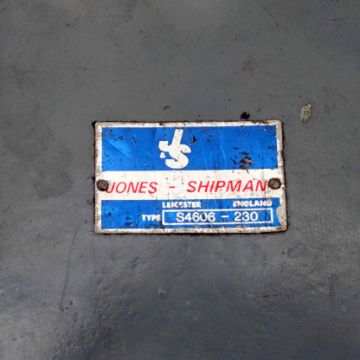 JS
JONES - SHIPMAN
LEICESTER ENGLAND
TYPE S4606 - 230